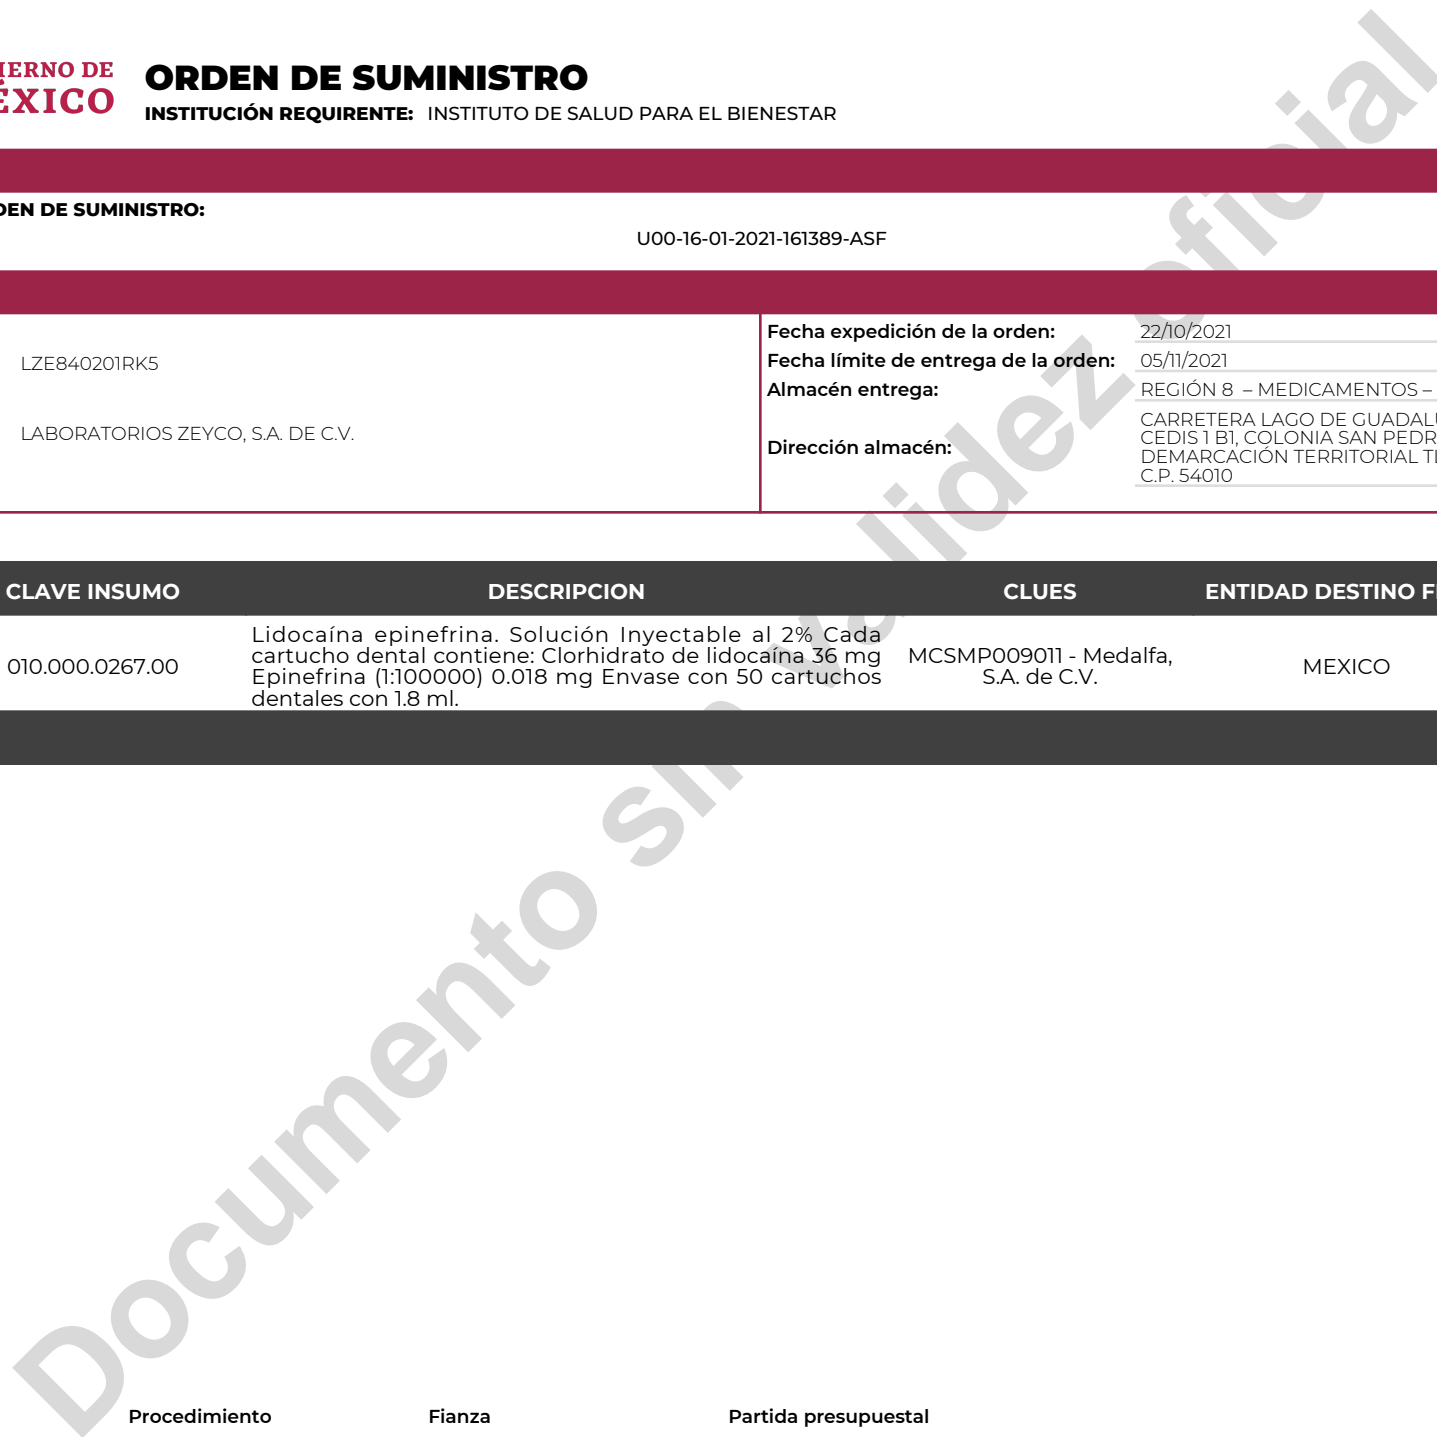 IERNO DE
ÉXICO
ORDEN DE SUMINISTRO
INSTITUCIÓN REQUIRENTE: INSTITUTO DE SALUD PARA EL BIENESTAR
DEN DE SUMINISTRO:
U00-16-01-2021-161389-ASF
LZE840201RK5
LABORATORIOS ZEYCO, S.A. DE C.V.
Fecha expedición de la orden: 22/10/2021
Fecha límite de entrega de la orden: 05/11/2021
Almacén entrega: REGIÓN 8 – MEDICAMENTOS –
Dirección almacén:
CARRETERA LAGO DE GUADALU
CEDIS 1 B1, COLONIA SAN PEDR
DEMARCACIÓN TERRITORIAL TL
C.P. 54010
CLAVE INSUMO DESCRIPCION CLUES ENTIDAD DESTINO FI
010.000.0267.00
Lidocaína epinefrina. Solución Inyectable al 2% Cada
cartucho dental contiene: Clorhidrato de lidocaína 36 mg
Epinefrina (1:100000) 0.018 mg Envase con 50 cartuchos
dentales con 1.8 ml.
MCSMP009011 - Medalfa,
S.A. de C.V.
MEXICO
Documento sin validez oficial
Procedimiento Fianza Partida presupuestal